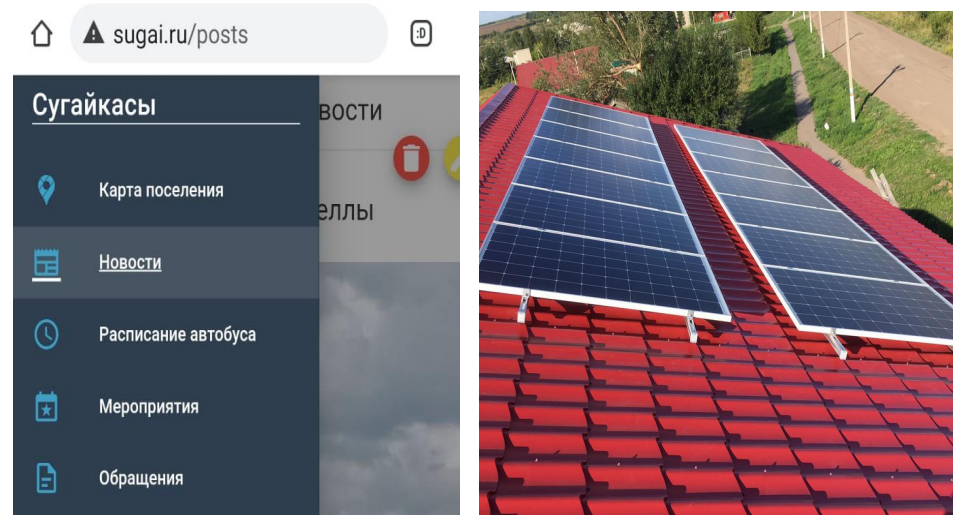 :D
sugai.ru/posts
Сугайкасы
вости
Карта поселения
еллы
Новости
Расписание автобуса
Мероприятия
Обращения